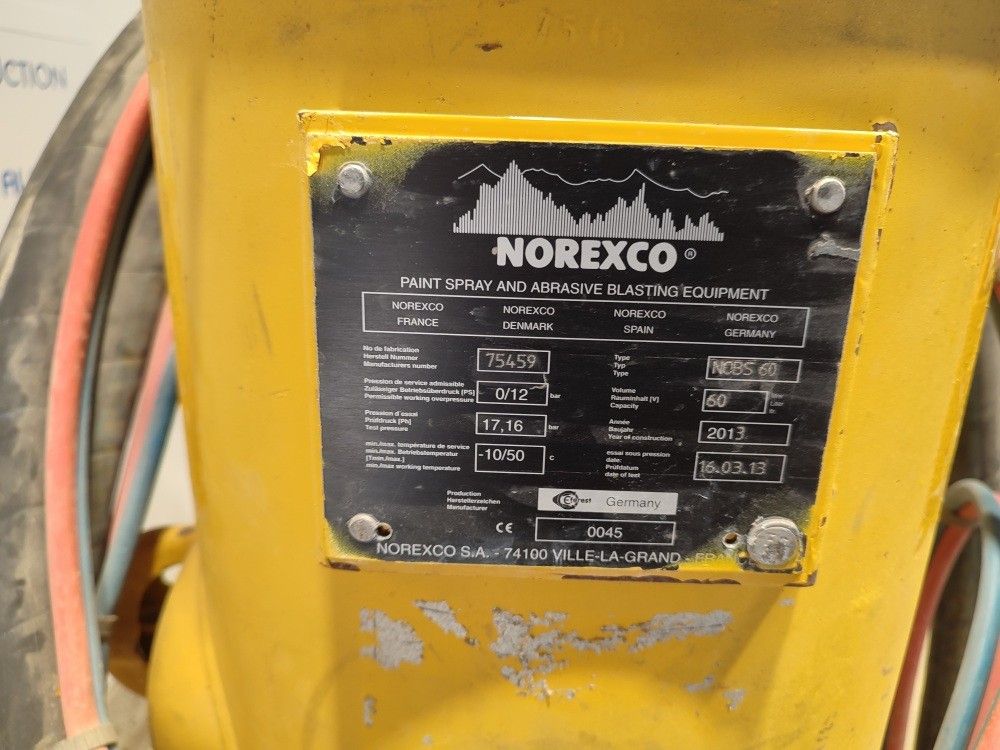 UCTION
NOREXCO ®
PAINT SPRAY AND ABRASIVE BLASTING EQUIPMENT
NOREXCO FRANCE
NOREXCO DENMARK
NOREXCO SPAIN
NOREXCO GERMANY
No de fabrication
Herstell Nummer
Manufacturers number
75459
Type
Typ
Type
NOBS 60
Pression de service admissible
Zulässiger Betriebsüberdruck [PS]
Permissible working overpressure
0/12 bar
Volume
Rauminhalt [V]
Capacity
60
Pression d'essai
Prüfdruck [Ph]
Test pressure
17,16 bar
Année
Baujahr
Year of construction
2013
min./max. température de service
min./max. Betriebstemperatur
[Tmin./max.]
min./max working temperature
-10/50 c
essai sous pression
date:
Prüfdatum
date of test
16.03.13
Production
Herstellerzeichen
Manufacturer
Germany
CE
0045
NOREXCO S.A. - 74100 VILLE-LA-GRAND -